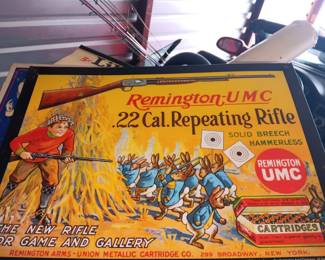 Remington-UMC
.22 Cal. Repeating Rifle
SOLID BREECH
HAMMERLESS
REMINGTON
UMC
CARTRIDGES
THE NEW RIFLE
FOR GAME AND GALLERY
REMINGTON ARMS-UNION METALLIC CARTRIDGE CO. 299 BROADWAY, NEW YORK.